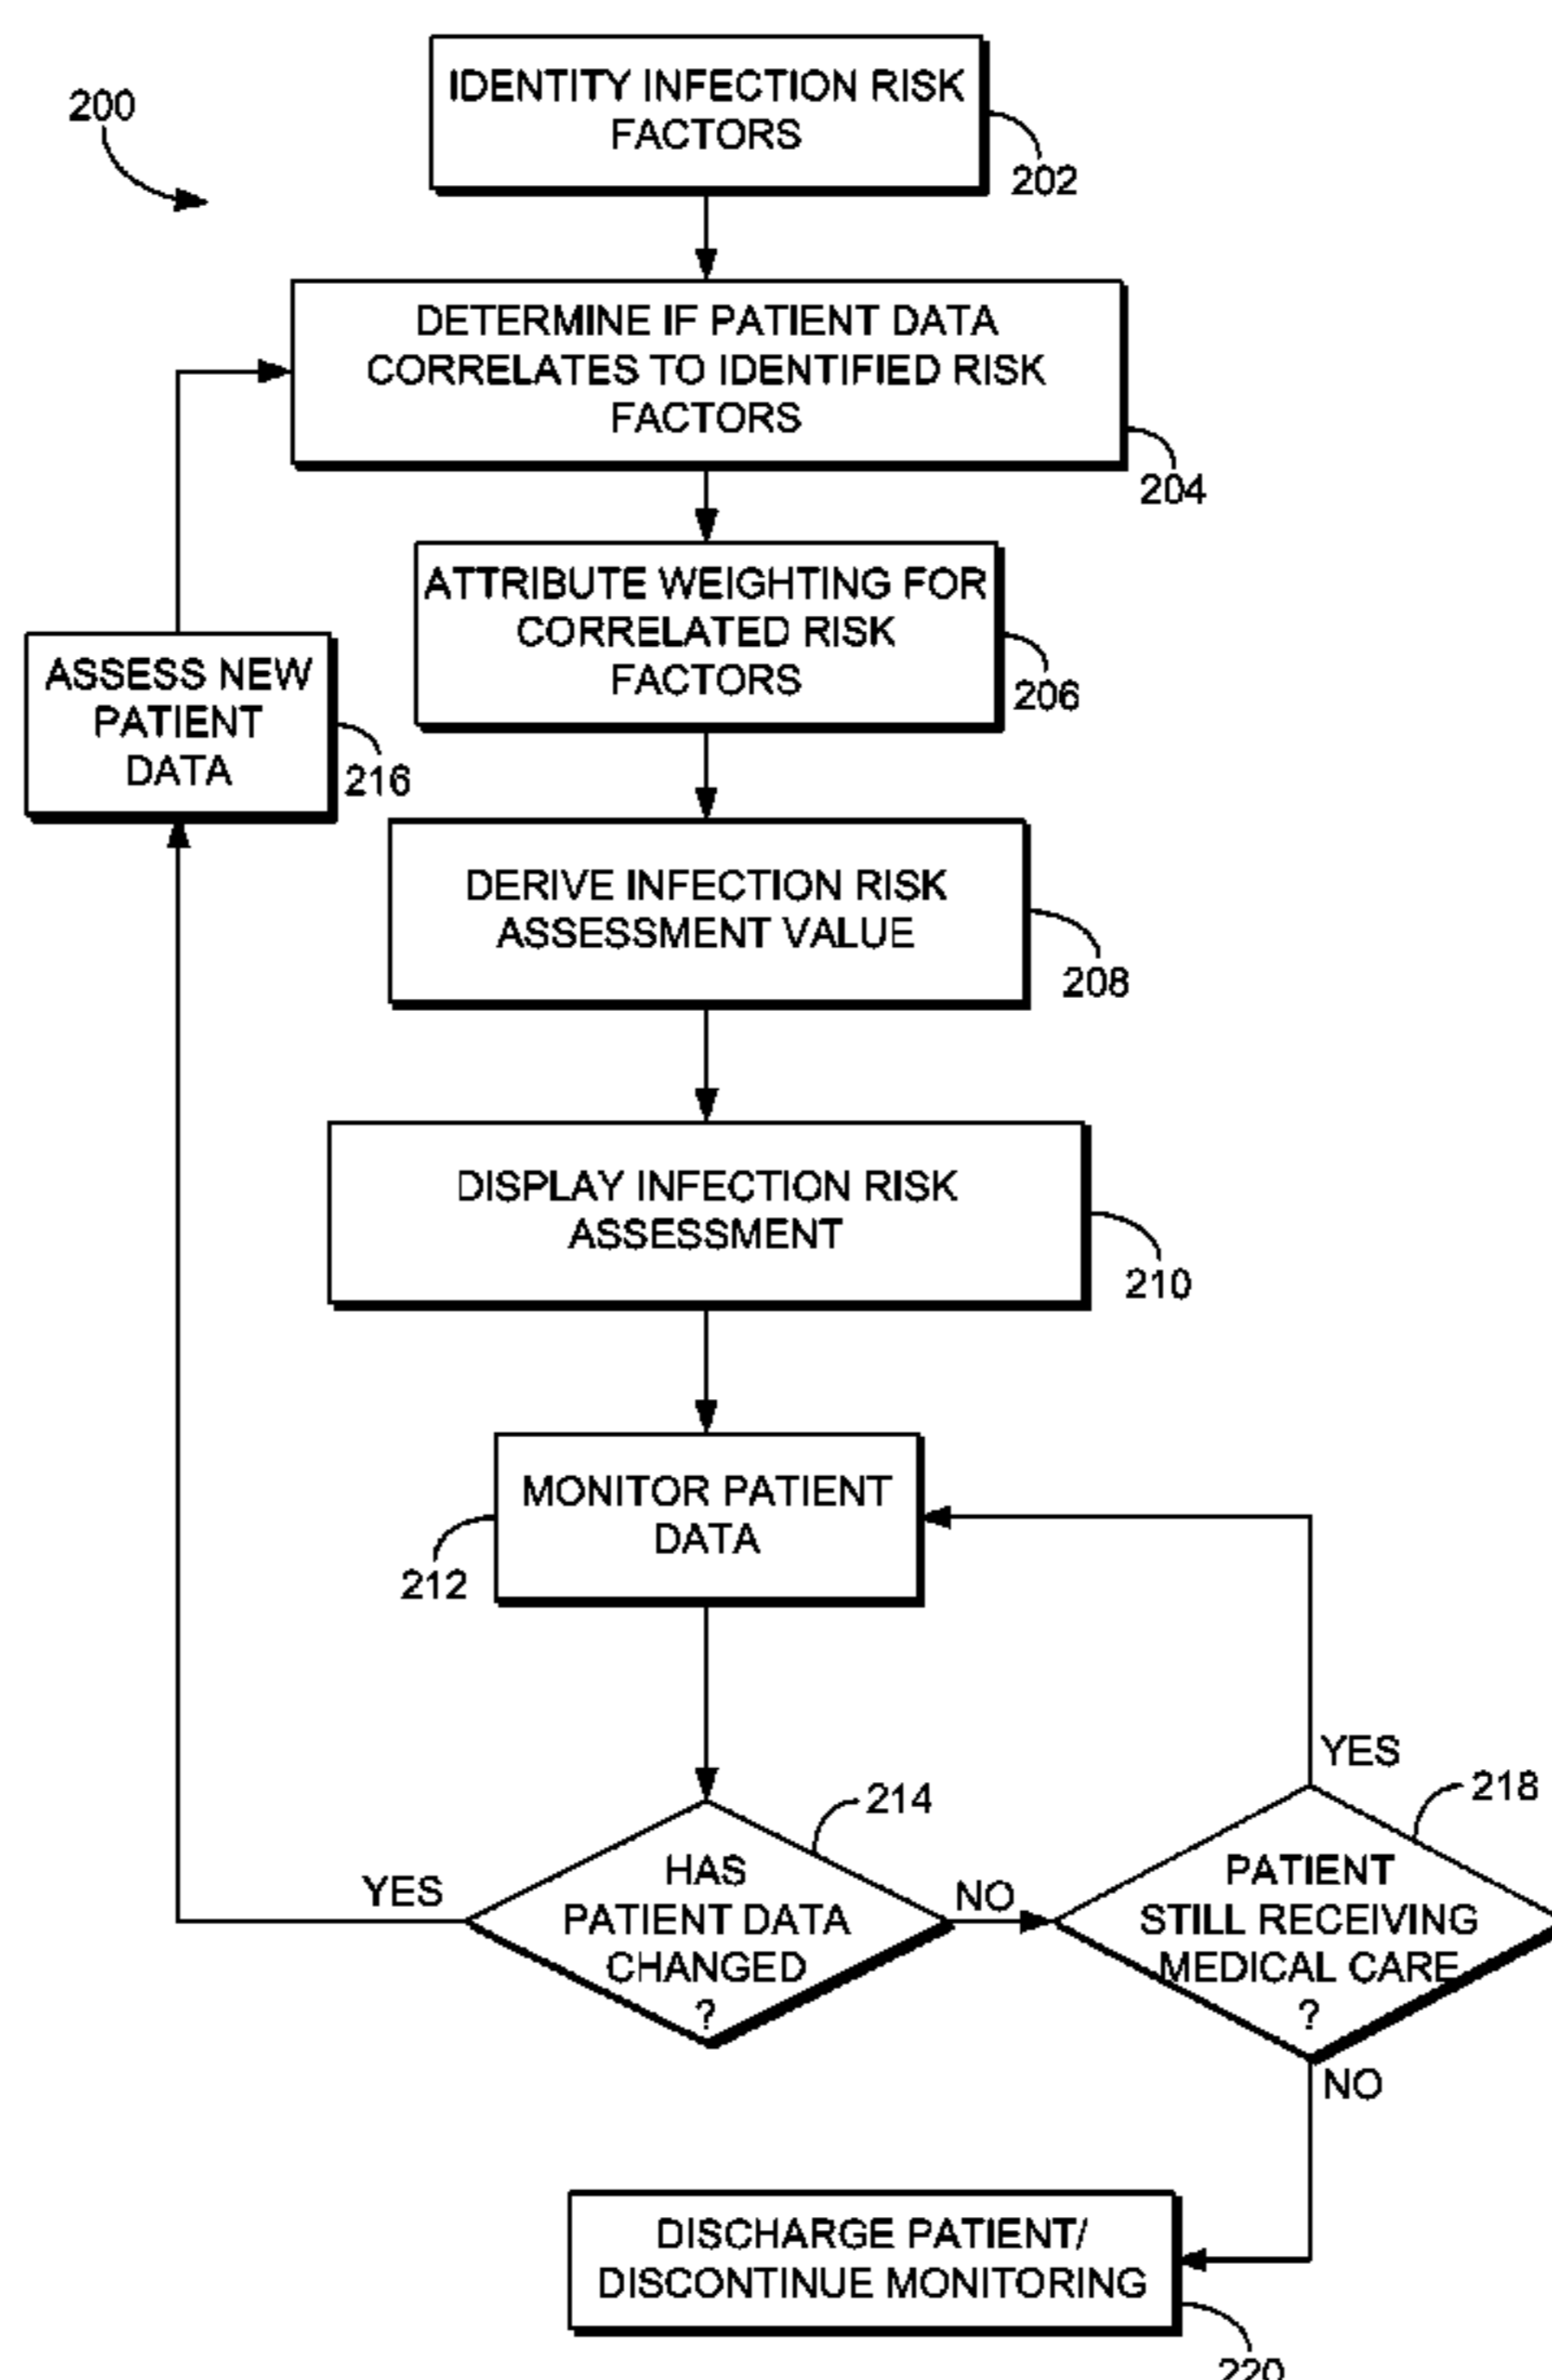 200
IDENTITY INFECTION RISK
FACTORS
202
DETERMINE IF PATIENT DATA
CORRELATES TO IDENTIFIED RISK
FACTORS
204
ATTRIBUTE WEIGHTING FOR
CORRELATED RISK
FACTORS
206
ASSESS NEW
PATIENT
DATA
216
DERIVE INFECTION RISK
ASSESSMENT VALUE
208
DISPLAY INFECTION RISK
ASSESSMENT
210
MONITOR PATIENT
DATA
212
HAS
PATIENT DATA
CHANGED
?
214
YES
NO
PATIENT
STILL RECEIVING
MEDICAL CARE
?
218
YES
NO
DISCHARGE PATIENT/
DISCONTINUE MONITORING
220